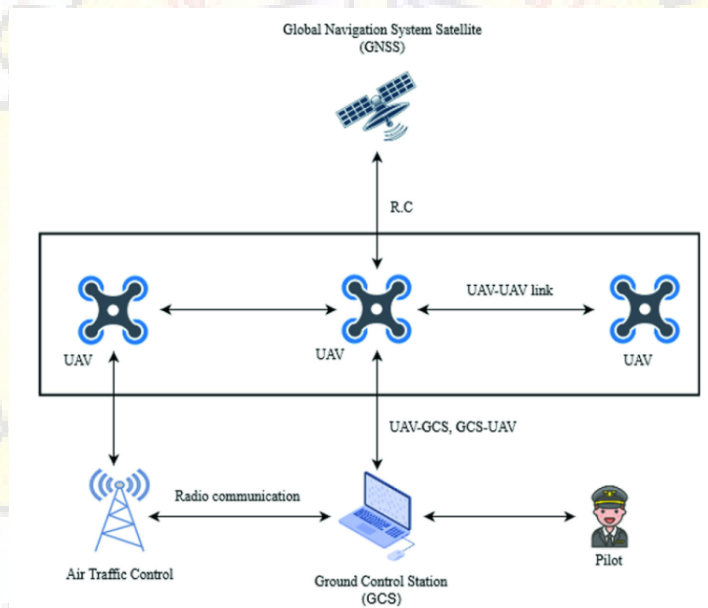 Global Navigation System Satellite
(GNSS)
R.C
UAV-UAV link
UAV
UAV
UAV
UAV-GCS, GCS-UAV
Radio communication
Air Traffic Control
Ground Control Station
(GCS)
Pilot